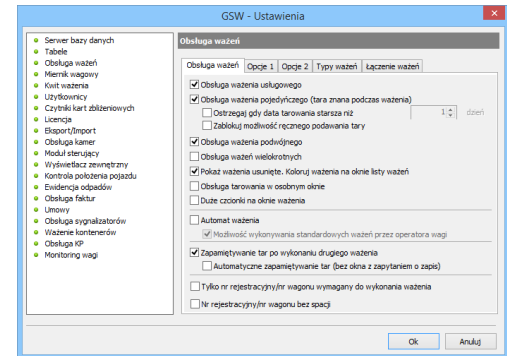 GSW - Ustawienia
Serwer bazy danych
Tabele
Obsługa ważeń
Miernik wagowy
Kwit ważenia
Użytkownicy
Czytniki kart zbliżeniowych
Licencja
Eksport/Import
Obsługa kamer
Moduł sterujący
Wyświetlacz zewnętrzny
Kontrola położenia pojazdu
Ewidencja odpadów
Obsługa faktur
Umowy
Obsługa sygnalizatorów
Ważenie kontenerów
Obsługa KP
Monitoring wagi
Obsługa ważeń
Obsługa ważeń Opcje 1 Opcje 2 Typy ważeń Łączenie ważeń
Obsługa ważenia usługowego
Obsługa ważenia pojedyńczego (tara znana podczas ważenia)
Ostrzegaj gdy data tarowania starsza niż 1 dzień
Zablokuj możliwość ręcznego podawania tary
Obsługa ważenia podwójnego
Obsługa ważeń wielokrotnych
Pokaż ważenia usunięte. Koloruj ważenia na oknie listy ważeń
Obsługa tarowania w osobnym oknie
Duże czcionki na oknie ważenia
Automat ważenia
Możliwość wykonywania standardowych ważeń przez operatora wagi
Zapamiętywanie tar po wykonaniu drugiego ważenia
Automatyczne zapamiętywanie tar (bez okna z zapytaniem o zapis)
Tylko nr rejestracyjny/nr wagonu wymagany do wykonania ważenia
Nr rejestracyjny/nr wagonu bez spacji
Ok Anuluj